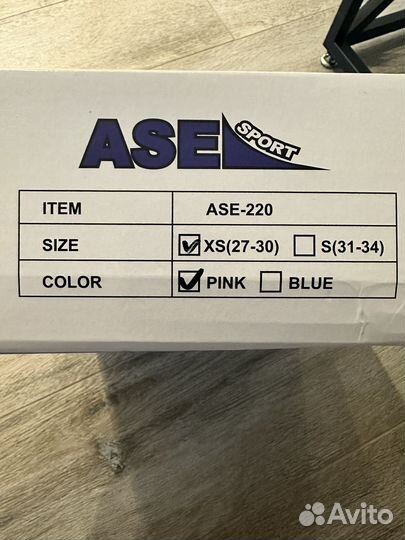 ASE SPORT
ITEM ASE-220
SIZE XS(27-30) S(31-34)
COLOR PINK BLUE
Avito